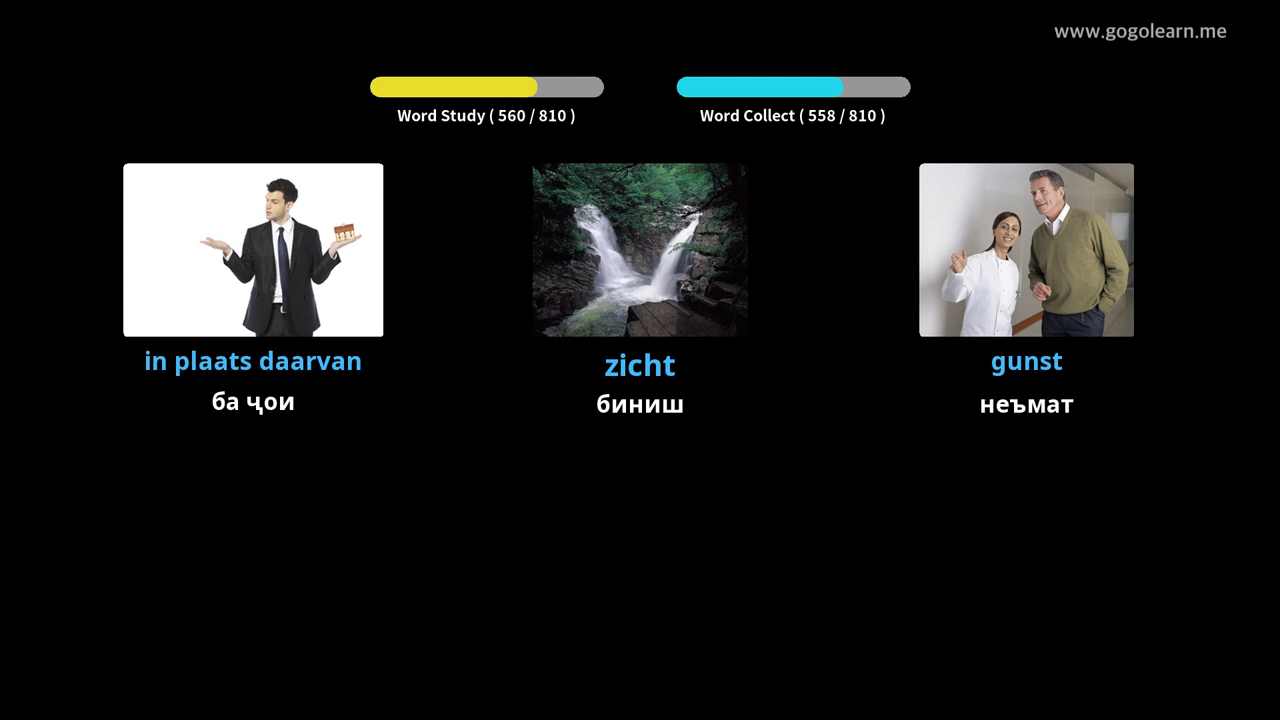 www.gogolearn.me
Word Study ( 560 / 810 )
Word Collect ( 558 / 810 )
in plaats daarvan
ба ҷои
zicht
биниш
gunst
неъмат